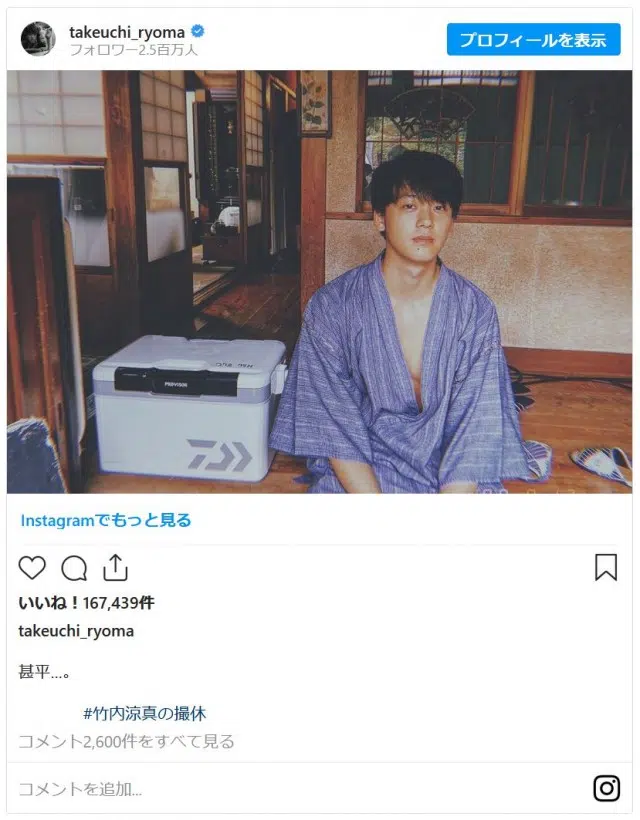 takeuchi_ryoma
フォロワー2.5百万人
プロフィールを表示
PROVISOR
Instagramでもっと見る
いいね！167,439件
takeuchi_ryoma
甚平...。
#竹内涼真の撮休
コメント2,600件をすべて見る
コメントを追加...